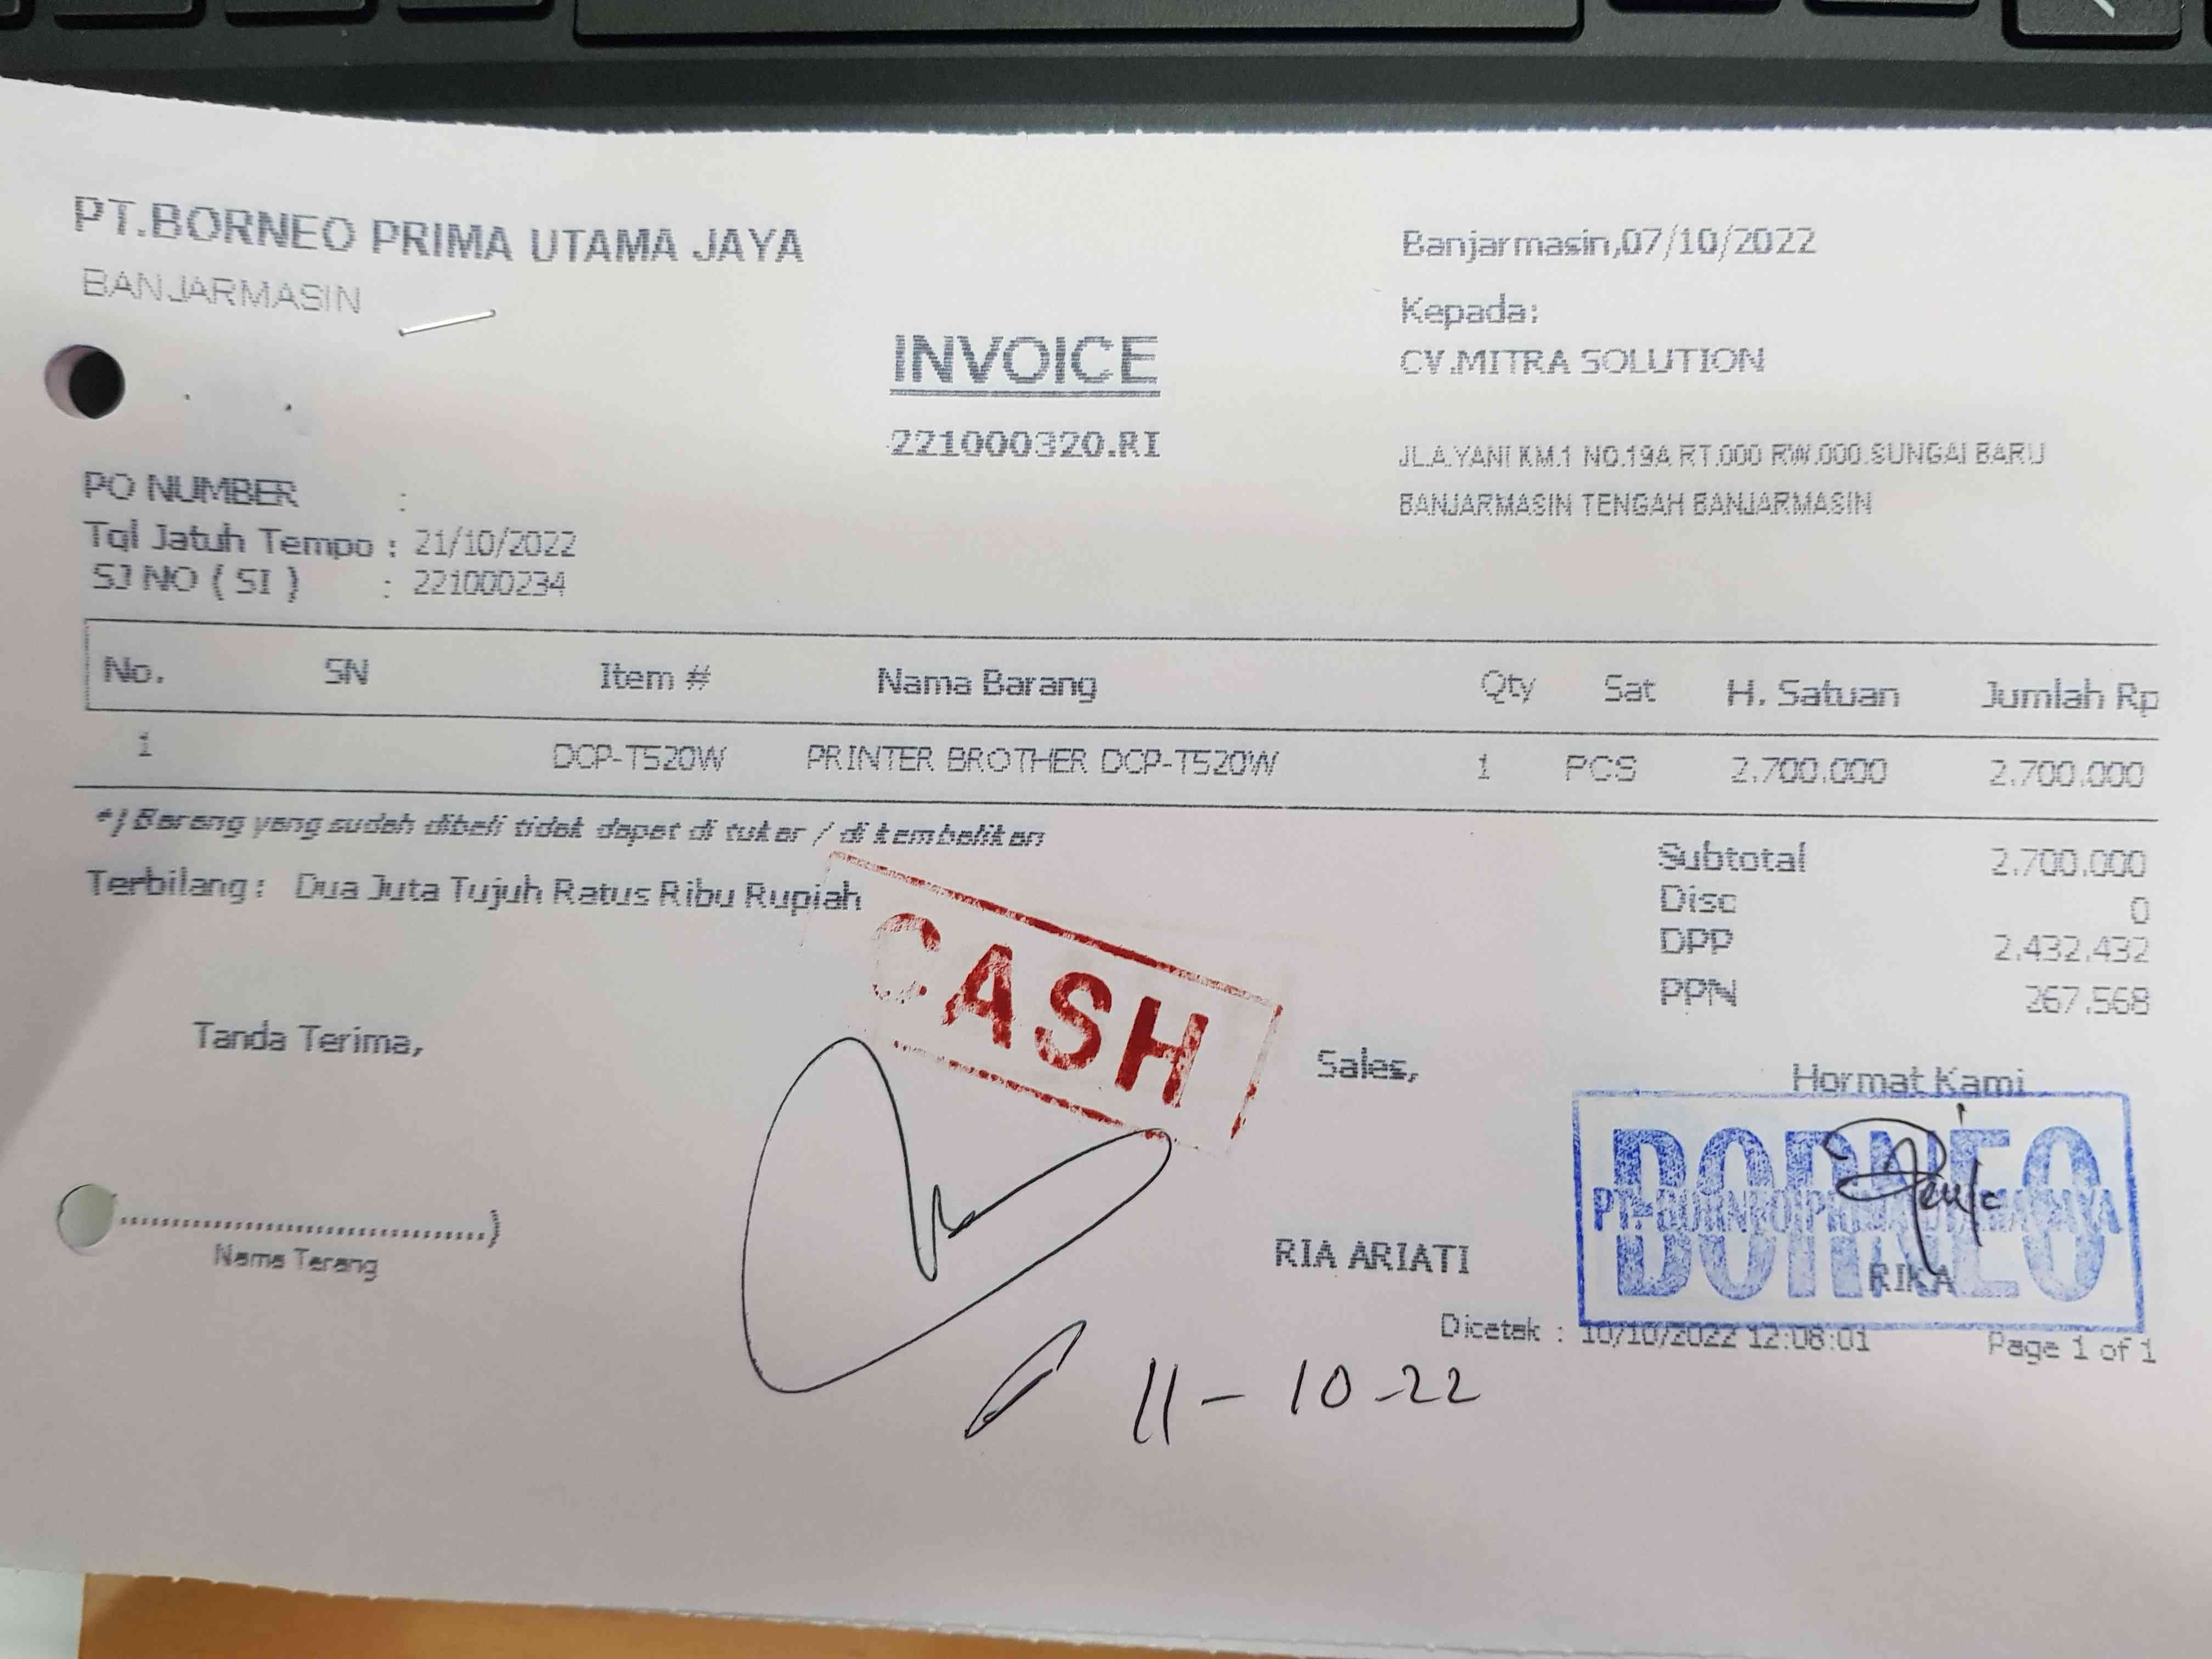 PT.BORNEO PRIMA UTAMA JAYA
BANJARMASIN
Banjarmasin,07/10/2022
Kepada:
CV.MITRA SOLUTION
JL.A.YANI KM.1 NO.19A RT.000 RW.000.SUNGAI BARU
BANJARMASIN TENGAH BANJARMASIN
INVOICE
221000320.RI
PO NUMBER :
Tgl Jatuh Tempo : 21/10/2022
SJ NO ( SI ) : 221000234
No. SN Item # Nama Barang Qty Sat H. Satuan Jumlah Rp
1 DCP-T520W PRINTER BROTHER DCP-T520W 1 PCS 2.700.000 2.700.000
*) Barang yang sudah dibeli tidak dapat di tukar / di kembalikan
Terbilang : Dua Juta Tujuh Ratus Ribu Rupiah
Subtotal 2.700.000
Disc 0
DPP 2.432.432
PPN 267.568
CASH
Tanda Terima,
Sales,
Hormat Kami
BORNEO
PT. BORNEO PRIMA UTAMA JAYA
..........................................)
Nama Terang
RIA ARIATI
RIKA
Dicetak : 10/10/2022 12:08:01 Page 1 of 1
11-10-22